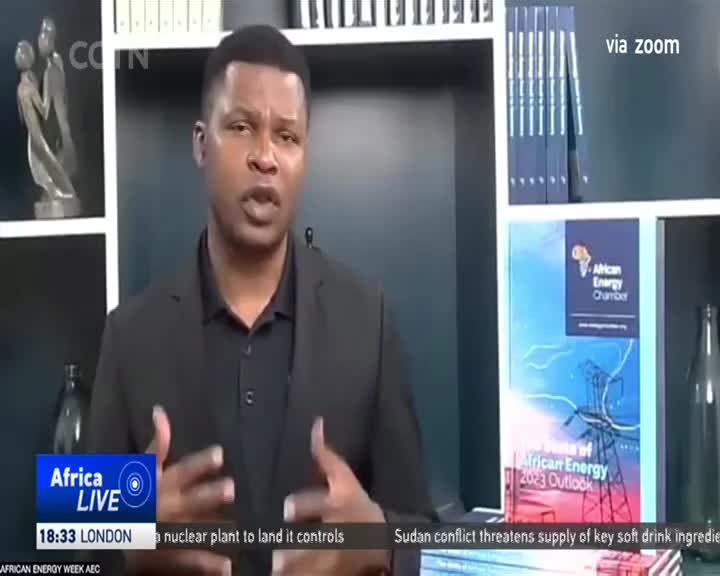 CGTN
via zoom
African
Energy
Chamber
The State of
African Energy
2023 Outlook
Africa
LIVE
18:33 LONDON
a nuclear plant to land it controls Sudan conflict threatens supply of key soft drink ingredie
AFRICAN ENERGY WEEK AEC